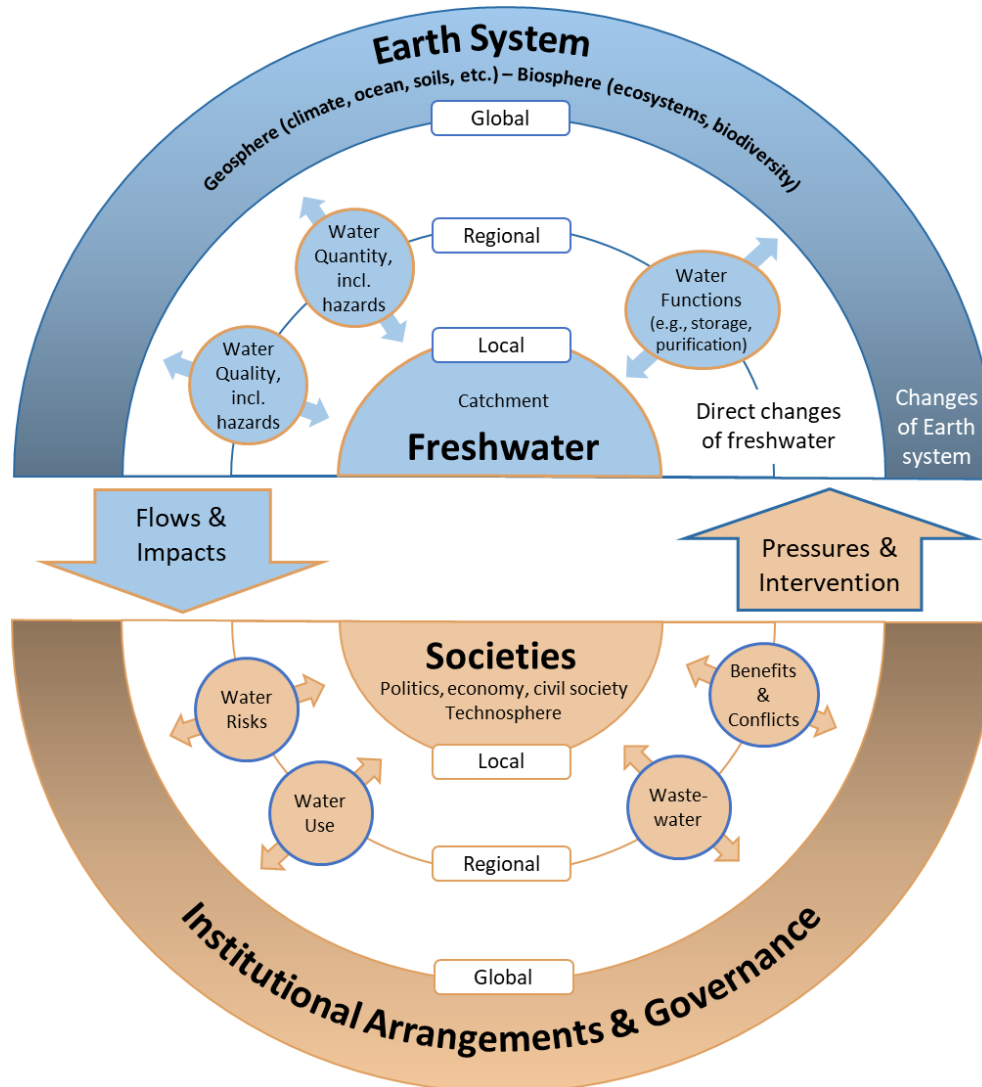 Earth System
Geosphere (climate, ocean, soils, etc.) – Biosphere (ecosystems, biodiversity)
Global
Regional
Water
Quantity,
incl.
hazards
Water
Functions
(e.g., storage,
purification)
Local
Water
Quality,
incl.
hazards
Catchment
Freshwater
Direct changes
of freshwater
Changes
of Earth
system
Flows &
Impacts
Pressures &
Intervention
Societies
Politics, economy, civil society
Technosphere
Water
Risks
Benefits
&
Conflicts
Local
Water
Use
Waste-
water
Regional
Global
Institutional Arrangements & Governance